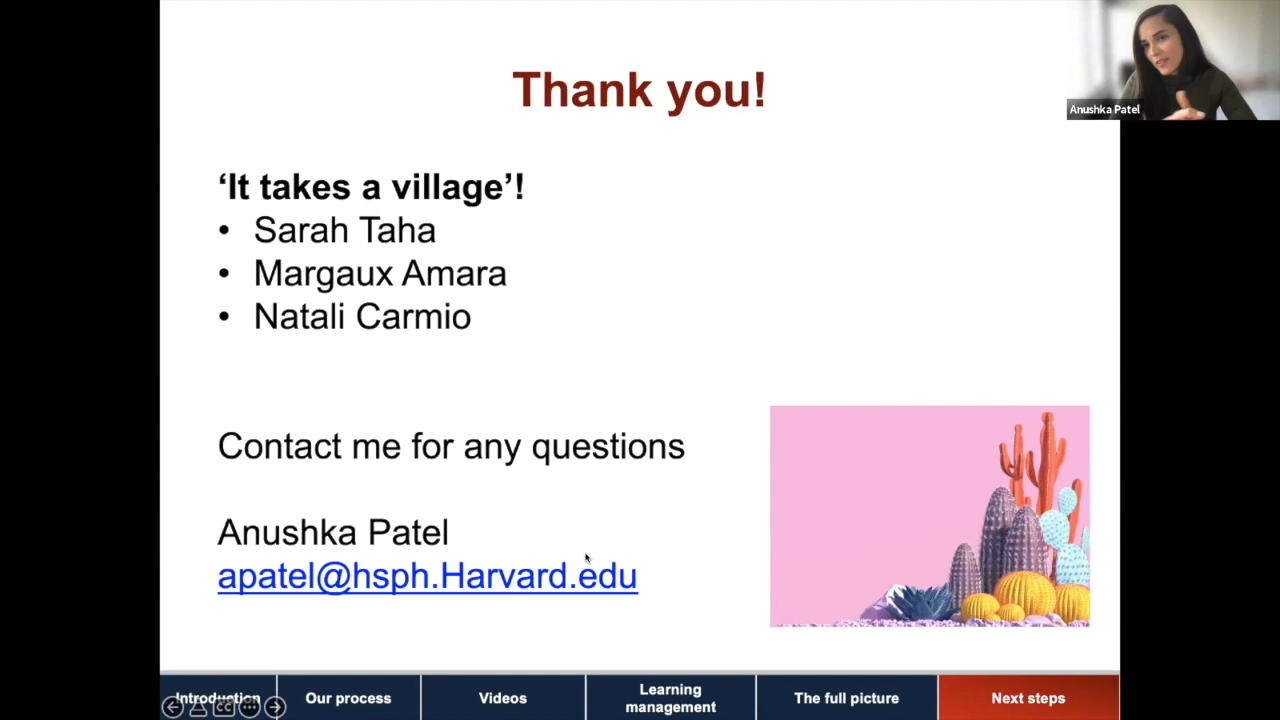 Thank you!
Anushka Patel
‘It takes a village’!
• Sarah Taha
• Margaux Amara
• Natali Carmio
Contact me for any questions
Anushka Patel
apatel@hsph.Harvard.edu
Introduction
Our process
Videos
Learning
management
The full picture
Next steps
CC